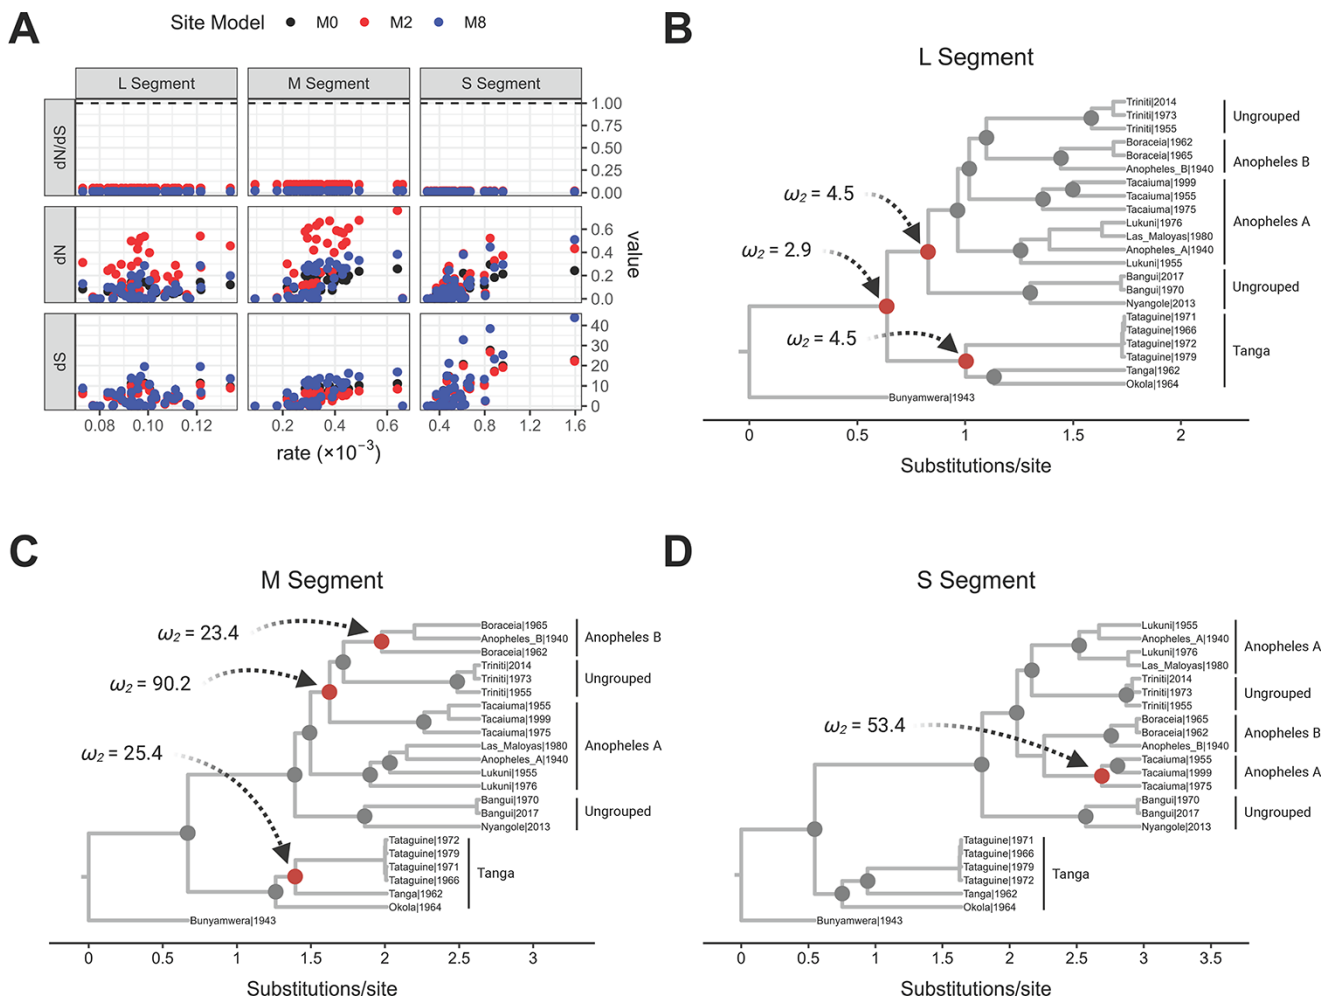 A
Site Model M0 M2 M8
L Segment M Segment S Segment
dN/dS
1.00
0.75
0.50
0.25
0.00
dN
0.6
0.4
0.2
0.0
value
dS
40
30
20
10
0
0.08 0.10 0.12 0.2 0.4 0.6 0.4 0.8 1.2 1.6
rate (×10−3)
B
L Segment
Triniti|2014
Triniti|1973
Triniti|1955
Ungrouped
Boraceia|1962
Boraceia|1965
Anopheles_B|1940
Anopheles B
Tacaiuma|1999
Tacaiuma|1955
Tacaiuma|1975
Lukuni|1976
Las_Maloyas|1980
Anopheles_A|1940
Lukuni|1955
Anopheles A
Bangui|2017
Bangui|1970
Nyangole|2013
Ungrouped
Tataguine|1971
Tataguine|1966
Tataguine|1972
Tataguine|1979
Tanga|1962
Okola|1964
Tanga
Bunyamwera|1943
ω2 = 4.5
ω2 = 2.9
ω2 = 4.5
0 0.5 1 1.5 2
Substitutions/site
C
M Segment
Boraceia|1965
Anopheles_B|1940
Boraceia|1962
Anopheles B
Triniti|2014
Triniti|1973
Triniti|1955
Ungrouped
Tacaiuma|1955
Tacaiuma|1999
Tacaiuma|1975
Las_Maloyas|1980
Anopheles_A|1940
Lukuni|1955
Lukuni|1976
Anopheles A
Bangui|1970
Bangui|2017
Nyangole|2013
Ungrouped
Tataguine|1972
Tataguine|1979
Tataguine|1971
Tataguine|1966
Tanga|1962
Okola|1964
Tanga
Bunyamwera|1943
ω2 = 23.4
ω2 = 90.2
ω2 = 25.4
0 0.5 1 1.5 2 2.5 3
Substitutions/site
D
S Segment
Lukuni|1955
Anopheles_A|1940
Lukuni|1976
Las_Maloyas|1980
Anopheles A
Triniti|2014
Triniti|1973
Triniti|1955
Ungrouped
Boraceia|1965
Boraceia|1962
Anopheles_B|1940
Anopheles B
Tacaiuma|1955
Tacaiuma|1999
Tacaiuma|1975
Anopheles A
Bangui|1970
Bangui|2017
Nyangole|2013
Ungrouped
Tataguine|1971
Tataguine|1966
Tataguine|1979
Tataguine|1972
Tanga|1962
Okola|1964
Tanga
Bunyamwera|1943
ω2 = 53.4
0 0.5 1 1.5 2 2.5 3 3.5
Substitutions/site